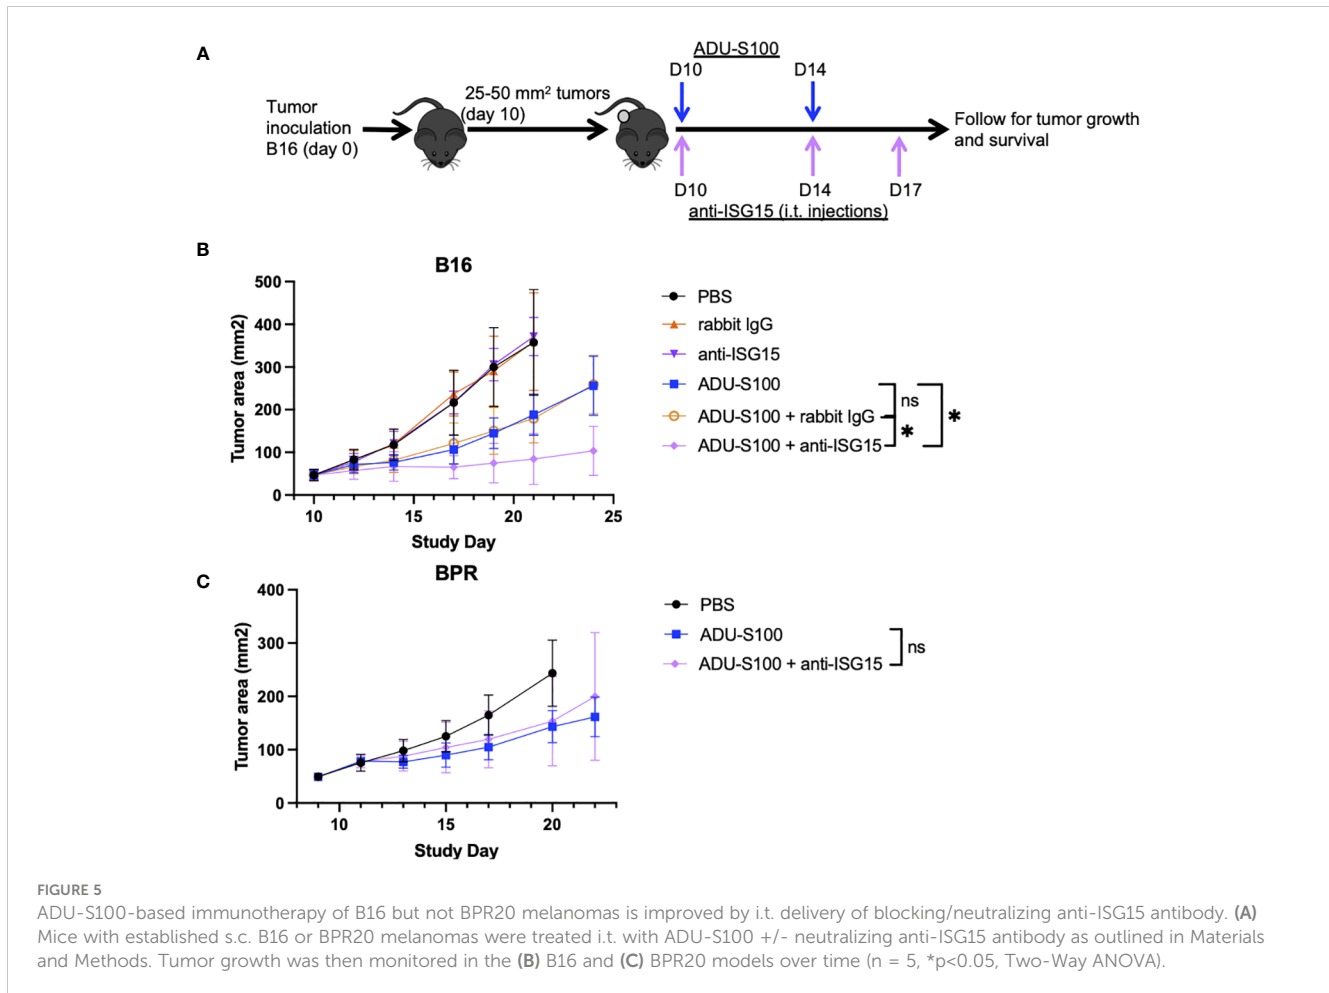 A
ADU-S100
D10
D14
25-50 mm² tumors
(day 10)
Tumor
inoculation
B16 (day 0)
Follow for tumor growth
and survival
D10
D14
D17
anti-ISG15 (i.t. injections)
B
B16
500
400
300
200
100
0
Tumor area (mm2)
10
15
20
25
Study Day
PBS
rabbit IgG
anti-ISG15
ADU-S100
ADU-S100 + rabbit IgG
ADU-S100 + anti-ISG15
ns
*
*
C
BPR
400
300
200
100
0
Tumor area (mm2)
10
20
Study Day
PBS
ADU-S100
ADU-S100 + anti-ISG15
ns
FIGURE 5
ADU-S100-based immunotherapy of B16 but not BPR20 melanomas is improved by i.t. delivery of blocking/neutralizing anti-ISG15 antibody. (A)
Mice with established s.c. B16 or BPR20 melanomas were treated i.t. with ADU-S100 +/- neutralizing anti-ISG15 antibody as outlined in Materials
and Methods. Tumor growth was then monitored in the (B) B16 and (C) BPR20 models over time (n = 5, *p<0.05, Two-Way ANOVA).